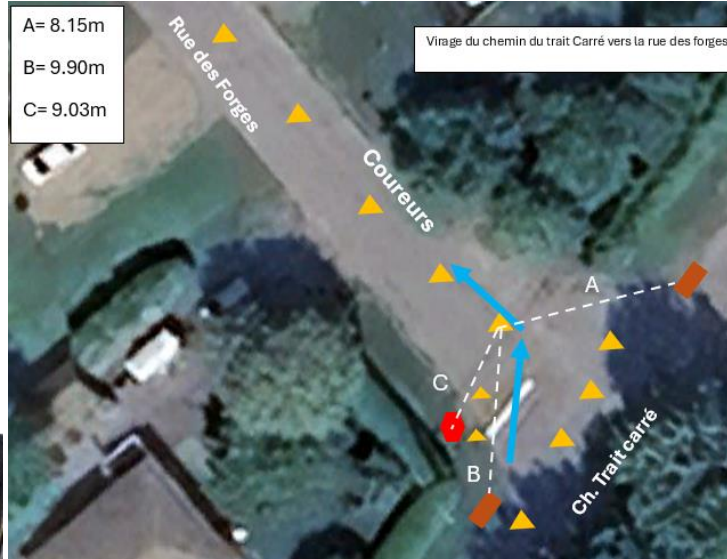 A= 8.15m
B= 9.90m
C= 9.03m
Virage du chemin du trait Carré vers la rue des forges
Rue des Forges
Coureurs
A
C
B
Ch. Trait carré